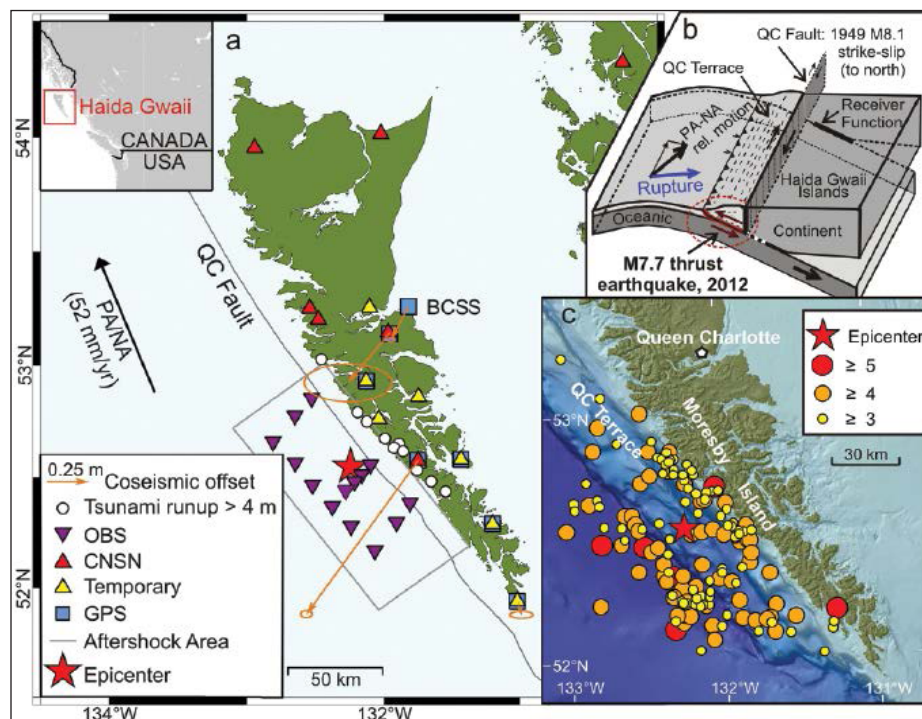 a
Haida Gwaii
CANADA
USA
54°N
53°N
52°N
134°W
132°W
QC Fault
PA/NA
(52 mm/yr)
BCSS
0.25 m
Coseismic offset
Tsunami runup > 4 m
OBS
CNSN
Temporary
GPS
Aftershock Area
Epicenter
50 km
b
QC Fault:
1949 M8.1
strike-slip
(to north)
QC Terrace
PA-NA
rel. motion
Receiver
Function
Rupture
Haida Gwaii
Islands
Oceanic
Continent
M7.7 thrust
earthquake, 2012
c
Queen Charlotte
Epicenter
≥ 5
≥ 4
≥ 3
30 km
53°N
QC Terrace
Moresby
Island
52°N
133°W
132°W
131°W